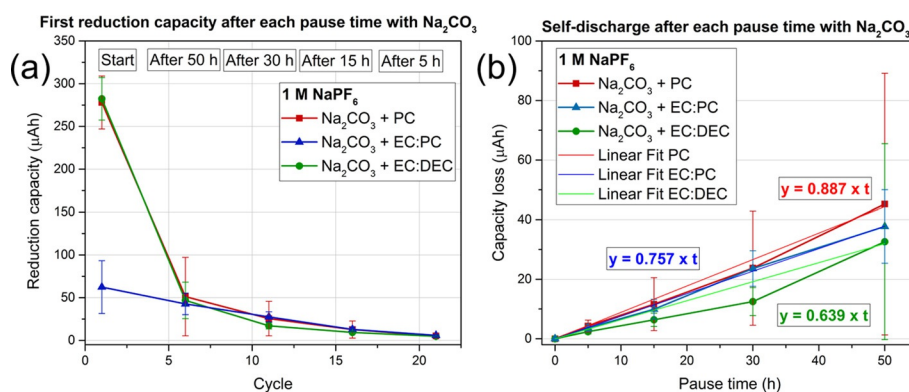 First reduction capacity after each pause time with Na₂CO₃
(a)
350
300
250
200
150
100
50
0
Reduction capacity (µAh)
Start
After 50 h
After 30 h
After 15 h
After 5 h
1 M NaPF₆
Na₂CO₃ + PC
Na₂CO₃ + EC:PC
Na₂CO₃ + EC:DEC
0
5
10
15
20
Cycle
Self-discharge after each pause time with Na₂CO₃
(b)
100
80
60
40
20
0
Capacity loss (µAh)
1 M NaPF₆
Na₂CO₃ + PC
Na₂CO₃ + EC:PC
Na₂CO₃ + EC:DEC
Linear Fit PC
Linear Fit EC:PC
Linear Fit EC:DEC
y = 0.887 x t
y = 0.757 x t
y = 0.639 x t
0
10
20
30
40
50
Pause time (h)